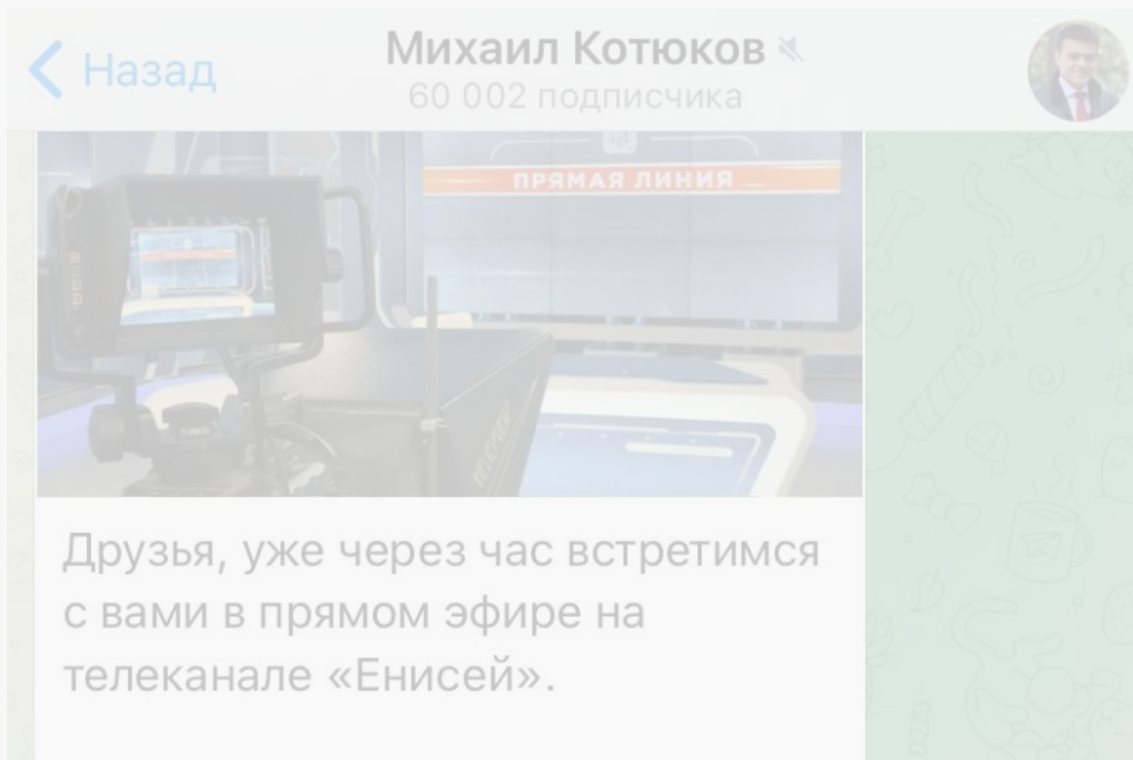 Назад
Михаил Котюков
60 002 подписчика
ПРЯМАЯ ЛИНИЯ
Друзья, уже через час встретимся
с вами в прямом эфире на
телеканале «Енисей».